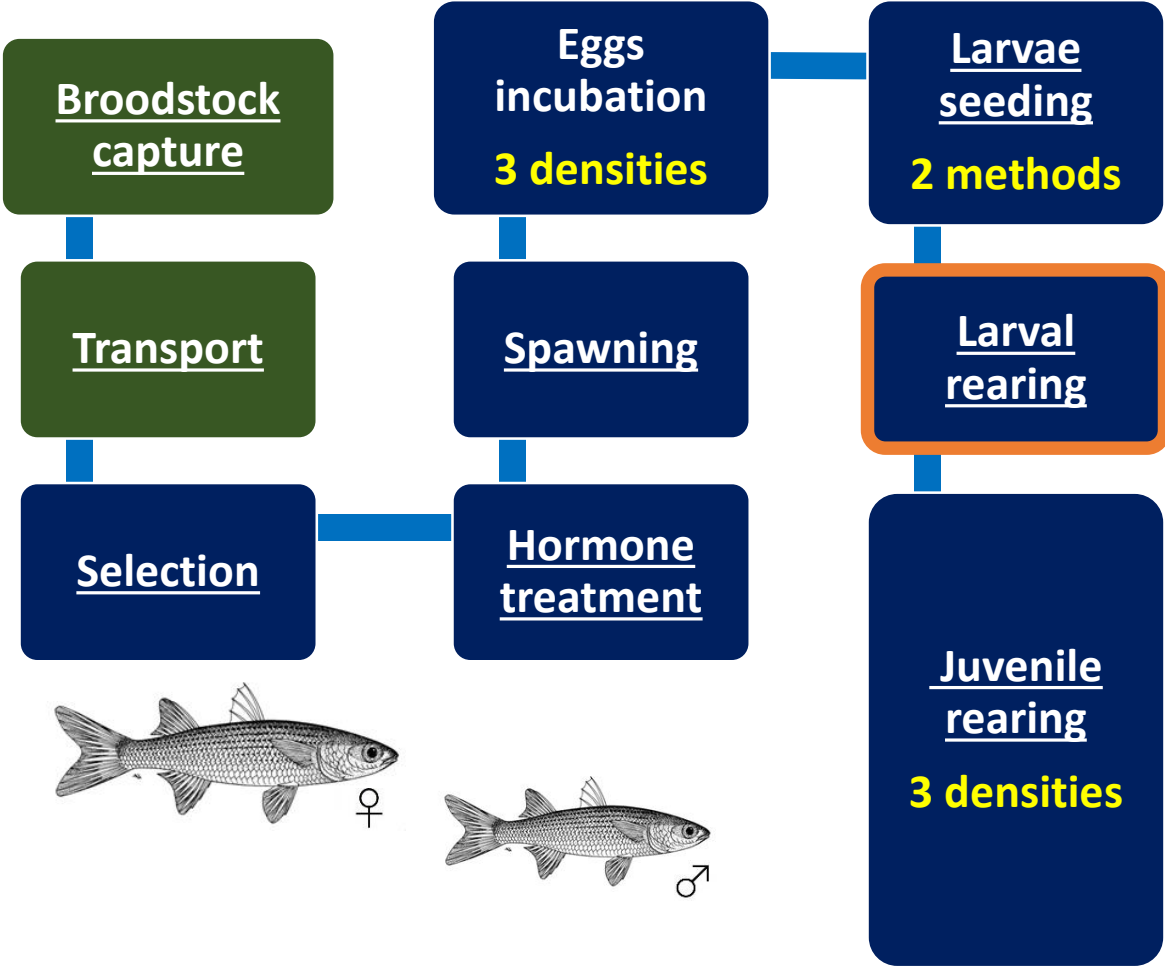 Broodstock
capture
Transport
Selection
Hormone
treatment
Spawning
Eggs
incubation
3 densities
Larvae
seeding
2 methods
Larval
rearing
Juvenile
rearing
3 densities
♀
♂